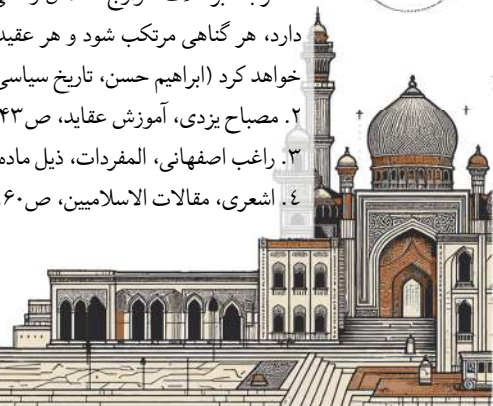 دارد، هر گناهی مرتکب شود و هر عقید
خواهد کرد (ابراهیم حسن، تاریخ سیاسی
۲. مصباح یزدی، آموزش عقاید، ص۴۳
۳. راغب اصفهانی، المفردات، ذیل ماده
٤. اشعری، مقالات الاسلامیین، ص۶۰.